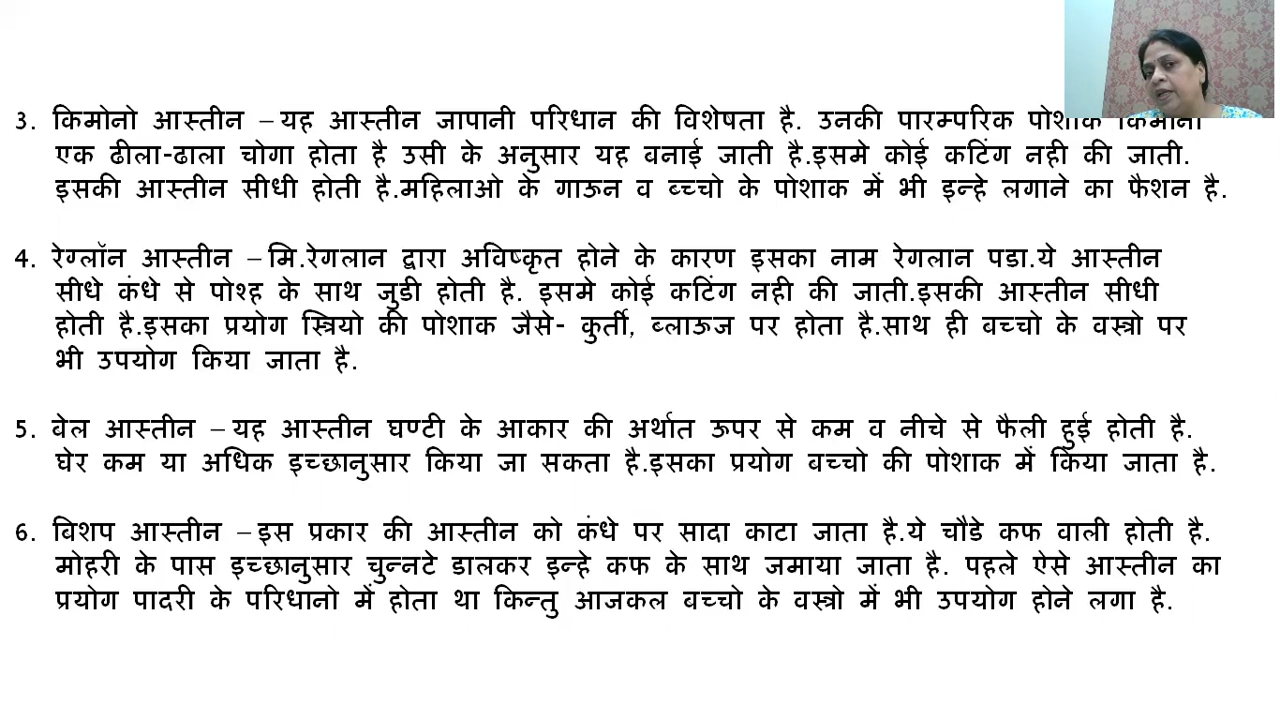 3. किमोनो आस्तीन – यह आस्तीन जापानी परिधान की विशेषता है. उनकी पारम्परिक पोशाक किमोनो
एक ढीला-ढाला चोगा होता है उसी के अनुसार यह बनाई जाती है.इसमे कोई कटिंग नही की जाती.
इसकी आस्तीन सीधी होती है.महिलाओ के गाऊन व ब्च्चो के पोशाक में भी इन्हे लगाने का फैशन है.
4. रेग्लॉन आस्तीन – मि.रेगलान द्वारा अविष्कृत होने के कारण इसका नाम रेगलान पडा.ये आस्तीन
सीधे कंधे से पोश्ह के साथ जुडी होती है. इसमे कोई कटिंग नही की जाती.इसकी आस्तीन सीधी
होती है.इसका प्रयोग स्त्रियो की पोशाक जैसे- कुर्ती, ब्लाऊज पर होता है.साथ ही बच्चो के वस्त्रो पर
भी उपयोग किया जाता है.
5. बेल आस्तीन – यह आस्तीन घण्टी के आकार की अर्थात ऊपर से कम व नीचे से फैली हुई होती है.
घेर कम या अधिक इच्छानुसार किया जा सकता है.इसका प्रयोग बच्चो की पोशाक में किया जाता है.
6. बिशप आस्तीन – इस प्रकार की आस्तीन को कंधे पर सादा काटा जाता है.ये चौडे कफ वाली होती है.
मोहरी के पास इच्छानुसार चुन्नटे डालकर इन्हे कफ के साथ जमाया जाता है. पहले ऐसे आस्तीन का
प्रयोग पादरी के परिधानो में होता था किन्तु आजकल बच्चो के वस्त्रो में भी उपयोग होने लगा है.